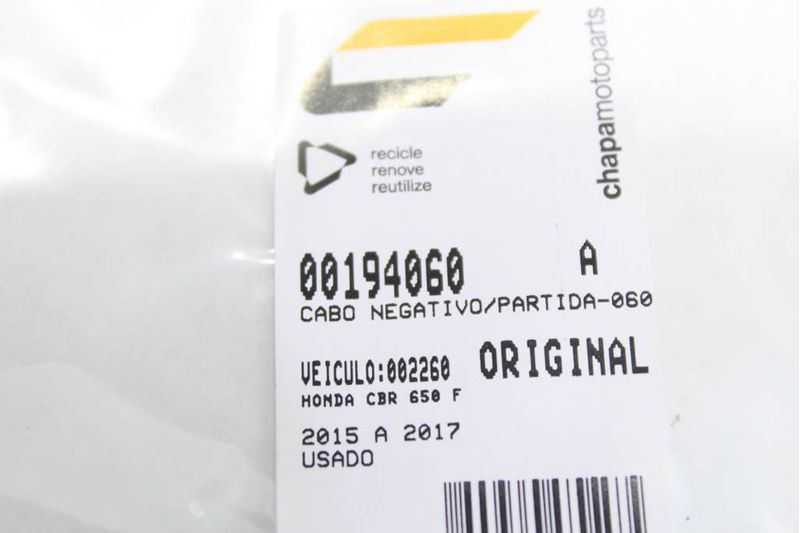 chapamotoparts
recicle
renove
reutilize
00194060 A
CABO NEGATIVO/PARTIDA-060
VEICULO:002260 ORIGINAL
HONDA CBR 650 F
2015 A 2017
USADO